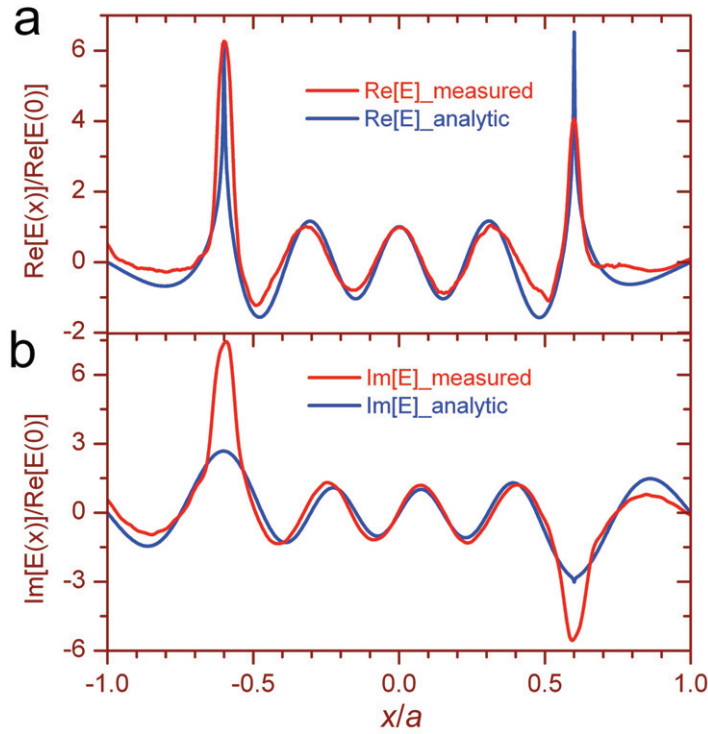 a
Re[E(x)]/Re[E(0)]
6
4
2
0
-2
Re[E]_measured
Re[E]_analytic
b
Im[E(x)]/Re[E(0)]
6
3
0
-3
-6
Im[E]_measured
Im[E]_analytic
-1.0 -0.5 0.0 0.5 1.0
x/a